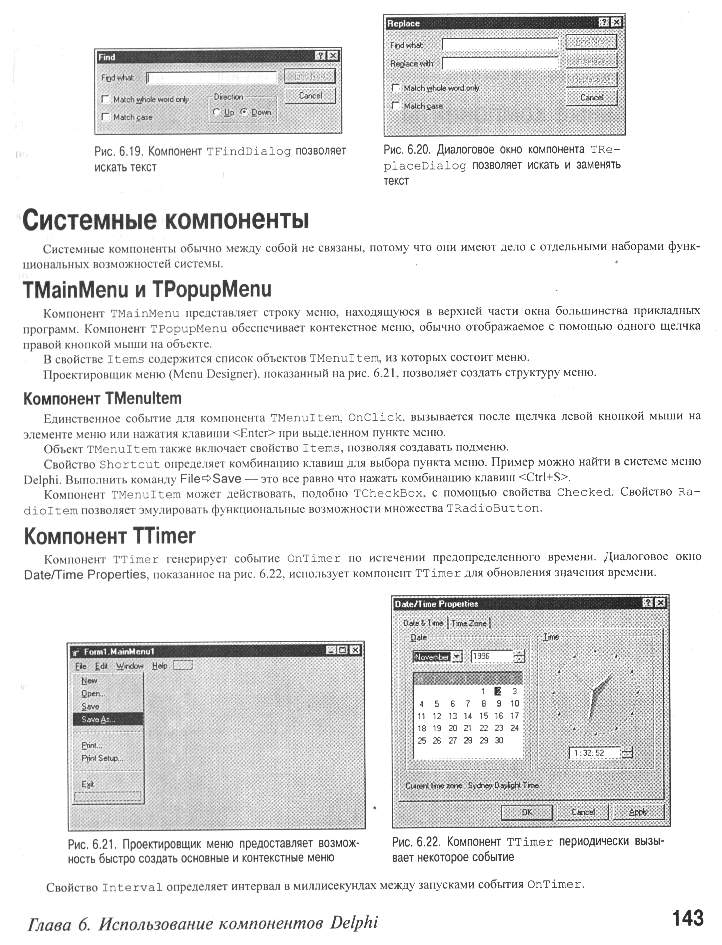 Find
Find what:
Match whole word only
Match case
Direction
Up Down
Cancel
Рис. 6.19. Компонент TFindDialog позволяет
искать текст
Replace
Find what:
Replace with:
Match whole word only
Match case
Cancel
Рис. 6.20. Диалоговое окно компонента TRe-
placeDialog позволяет искать и заменять
текст
Системные компоненты
Системные компоненты обычно между собой не связаны, потому что они имеют дело с отдельными наборами функ-
циональных возможностей системы.
TMainMenu и TPopupMenu
Компонент TMainMenu представляет строку меню, находящуюся в верхней части окна большинства прикладных
программ. Компонент TPopupMenu обеспечивает контекстное меню, обычно отображаемое с помощью одного щелчка
правой кнопкой мыши на объекте.
В свойстве Items содержится список объектов TMenuItem, из которых состоит меню.
Проектировщик меню (Menu Designer), показанный на рис. 6.21, позволяет создать структуру меню.
Компонент TMenuItem
Единственное событие для компонента TMenuItem, OnClick, вызывается после щелчка левой кнопкой мыши на
элементе меню или нажатия клавиши <Enter> при выделенном пункте меню.
Объект TMenuItem также включает свойство Items, позволяя создавать подменю.
Свойство Shortcut определяет комбинацию клавиш для выбора пункта меню. Пример можно найти в системе меню
Delphi. Выполнить команду File⇨Save — это все равно что нажать комбинацию клавиш <Ctrl+S>.
Компонент TMenuItem может действовать, подобно TCheckBox, с помощью свойства Checked. Свойство Ra-
dioItem позволяет эмулировать функциональные возможности множества TRadioButton.
Компонент TTimer
Компонент TTimer генерирует событие OnTimer по истечении предопределенного времени. Диалоговое окно
Date/Time Properties, показанное на рис. 6.22, использует компонент TTimer для обновления значения времени.
Form1.MainMenu1
File Edit Window Help
New
Open...
Save
Save As...
Print...
Print Setup...
Exit
Рис. 6.21. Проектировщик меню предоставляет возмож-
ность быстро создать основные и контекстные меню
Date/Time Properties
Date & Time Time Zone
Date
Time
November 1996
1 2 3
4 5 6 7 8 9 10
11 12 13 14 15 16 17
18 19 20 21 22 23 24
25 26 27 28 29 30
1:32:52
Current time zone: Sydney Daylight Time
OK Cancel Apply
Рис. 6.22. Компонент TTimer периодически вызы-
вает некоторое событие
Свойство Interval определяет интервал в миллисекундах между запусками события OnTimer.
Глава 6. Использование компонентов Delphi
143